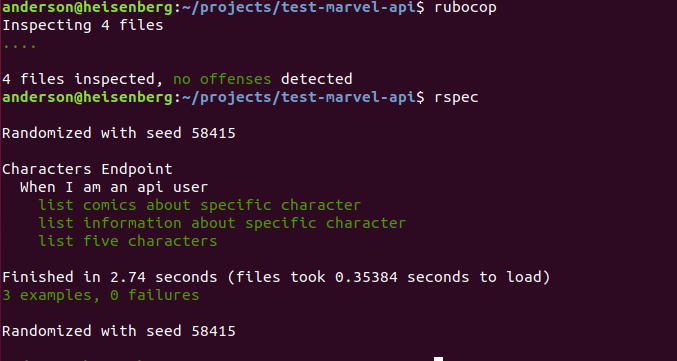 anderson@heisenberg:~/projects/test-marvel-api$ rubocop
Inspecting 4 files
....
4 files inspected, no offenses detected
anderson@heisenberg:~/projects/test-marvel-api$ rspec
Randomized with seed 58415
Characters Endpoint
  When I am an api user
    list comics about specific character
    list information about specific character
    list five characters
Finished in 2.74 seconds (files took 0.35384 seconds to load)
3 examples, 0 failures
Randomized with seed 58415